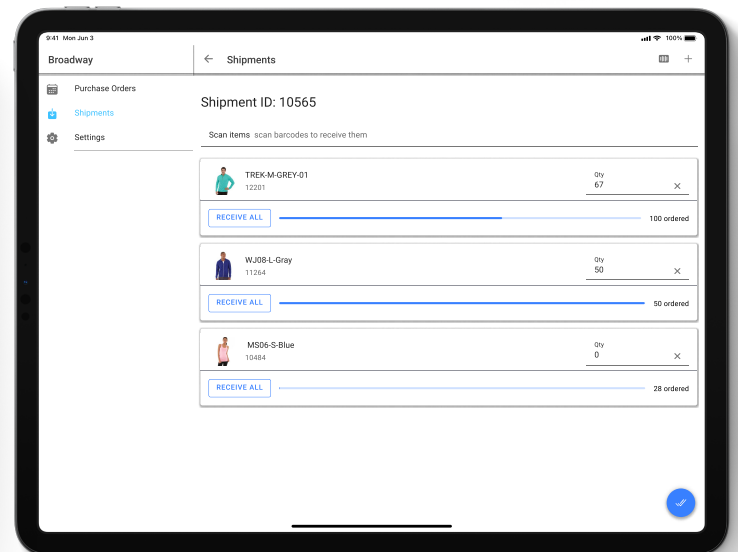 9:41 Mon Jun 3
100%
Broadway
Shipments
Purchase Orders
Shipments
Settings
Shipment ID: 10565
Scan items scan barcodes to receive them
TREK-M-GREY-01
12201
Qty
67
RECEIVE ALL
100 ordered
WJ08-L-Gray
11264
Qty
50
RECEIVE ALL
50 ordered
MS06-S-Blue
10484
Qty
0
RECEIVE ALL
28 ordered